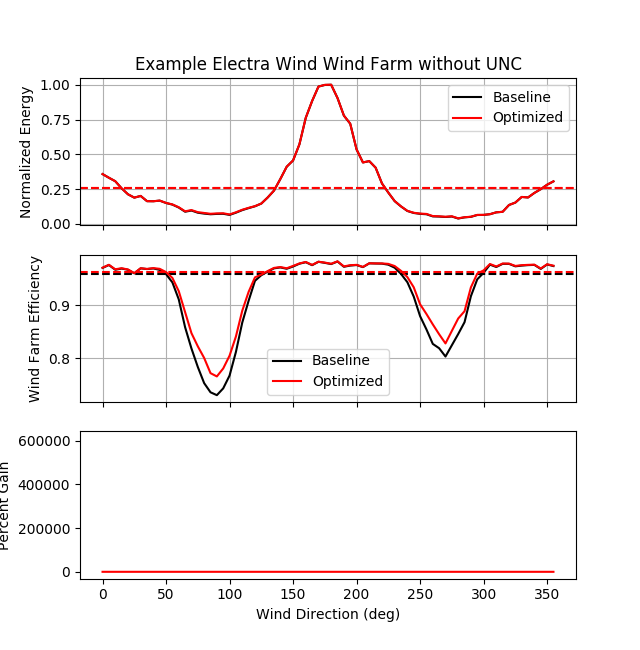 Example Electra Wind Wind Farm without UNC
Normalized Energy
1.00
0.75
0.50
0.25
0.00
Baseline
Optimized
Wind Farm Efficiency
0.9
0.8
Baseline
Optimized
Percent Gain
600000
400000
200000
0
0 50 100 150 200 250 300 350
Wind Direction (deg)